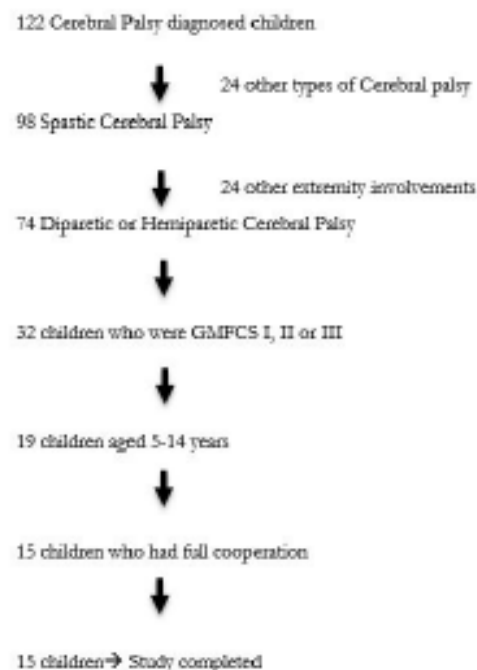 122 Cerebral Palsy diagnosed children
24 other types of Cerebral palsy
98 Spastic Cerebral Palsy
24 other extremity involvements
74 Diparetic or Hemiparetic Cerebral Palsy
32 children who were GMFCS I, II or III
19 children aged 5-14 years
15 children who had full cooperation
15 children→ Study completed